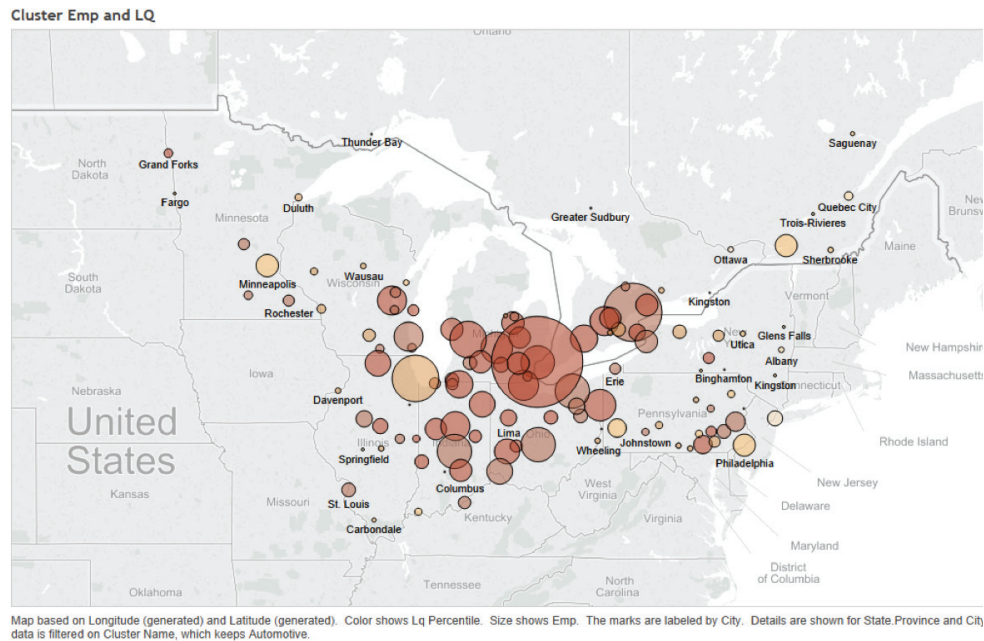 Cluster Emp and LQ
Ontario
Thunder Bay
Saguenay
North
Dakota
Grand Forks
Fargo
Quebec City
Trois-Rivieres
Greater Sudbury
Duluth
Minnesota
Maine
Ottawa
Sherbrooke
South
Dakota
Minneapolis
Wausau
Wisconsin
Kingston
Vermont
Rochester
Glens Falls
Utica
New Hampshire
Albany
Iowa
Erie
Binghamton
Kingston
Massachusetts
Nebraska
Davenport
Pennsylvania
United
States
Illinois
Indiana
Lima
Ohio
Johnstown
Wheeling
Rhode Island
Springfield
Philadelphia
Kansas
Missouri
Columbus
West
Virginia
New Jersey
St. Louis
Delaware
Kentucky
Virginia
Carbondale
Maryland
District
of Columbia
Oklahoma
Tennessee
North
Carolina
Map based on Longitude (generated) and Latitude (generated). Color shows Lq Percentile. Size shows Emp. The marks are labeled by City. Details are shown for State.Province and City
data is filtered on Cluster Name, which keeps Automotive.